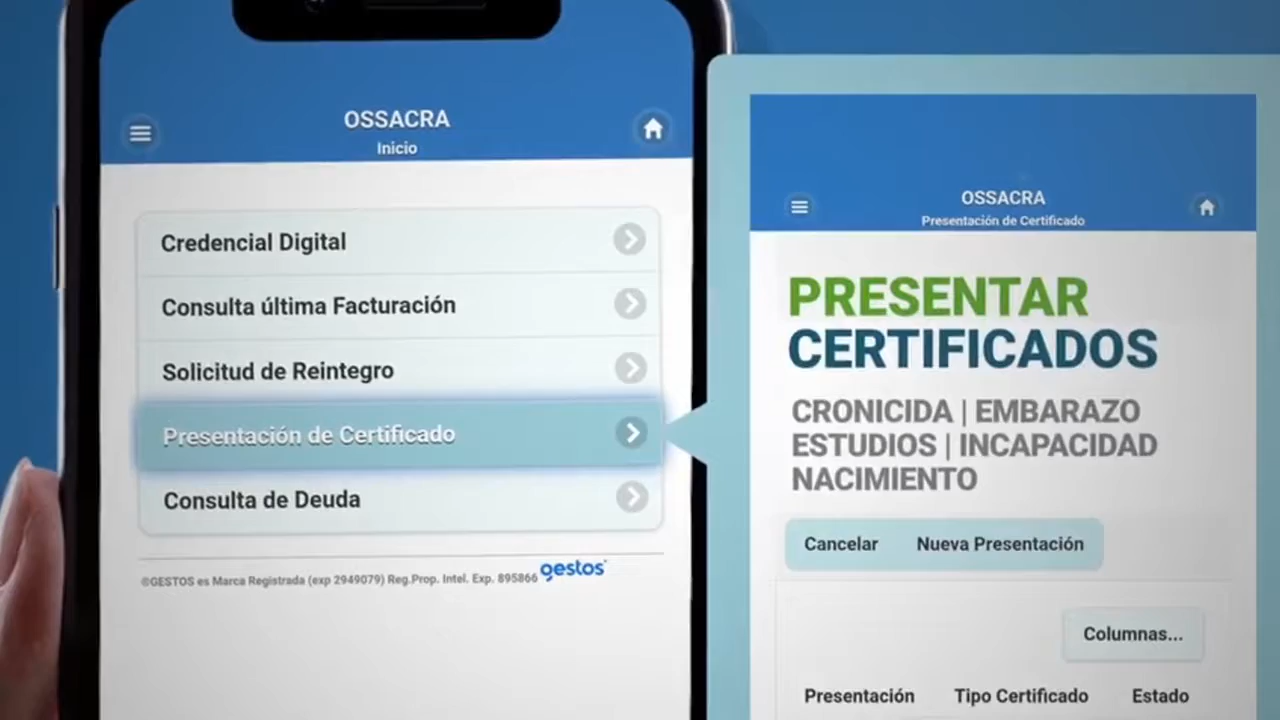 OSSACRA
Inicio
Credencial Digital
Consulta última Facturación
Solicitud de Reintegro
Presentación de Certificado
Consulta de Deuda
©GESTOS es Marca Registrada (exp 2949079) Reg.Prop. Intel. Exp. 895866 gestos
OSSACRA
Presentación de Certificado
PRESENTAR
CERTIFICADOS
CRONICIDA | EMBARAZO
ESTUDIOS | INCAPACIDAD
NACIMIENTO
Cancelar Nueva Presentación
Columnas...
Presentación Tipo Certificado Estado